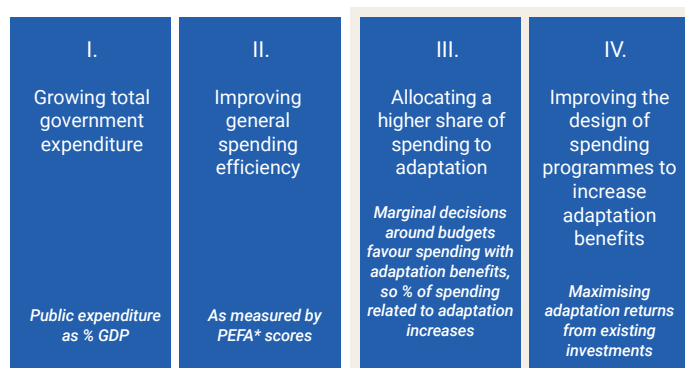 I.
Growing total
government
expenditure
Public expenditure
as % GDP
II.
Improving
general
spending
efficiency
As measured by
PEFA* scores
III.
Allocating a
higher share of
spending to
adaptation
Marginal decisions
around budgets
favour spending with
adaptation benefits,
so % of spending
related to adaptation
increases
IV.
Improving the
design of
spending
programmes to
increase
adaptation
benefits
Maximising
adaptation returns
from existing
investments